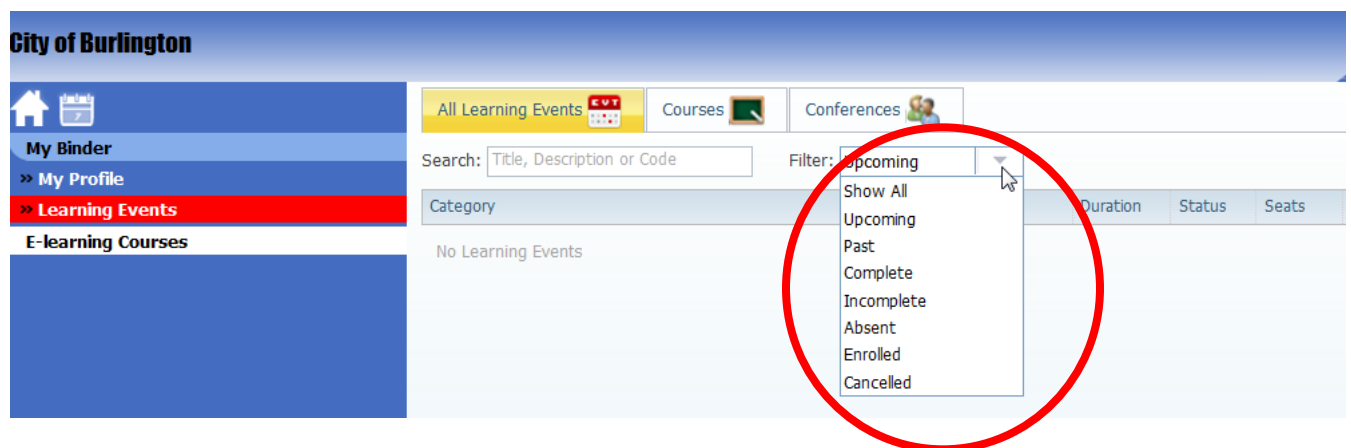 City of Burlington
My Binder
» My Profile
» Learning Events
E-learning Courses
All Learning Events EVT Courses Conferences
Search: Title, Description or Code Filter: Upcoming
Category Duration Status Seats
No Learning Events
Show All
Upcoming
Past
Complete
Incomplete
Absent
Enrolled
Cancelled